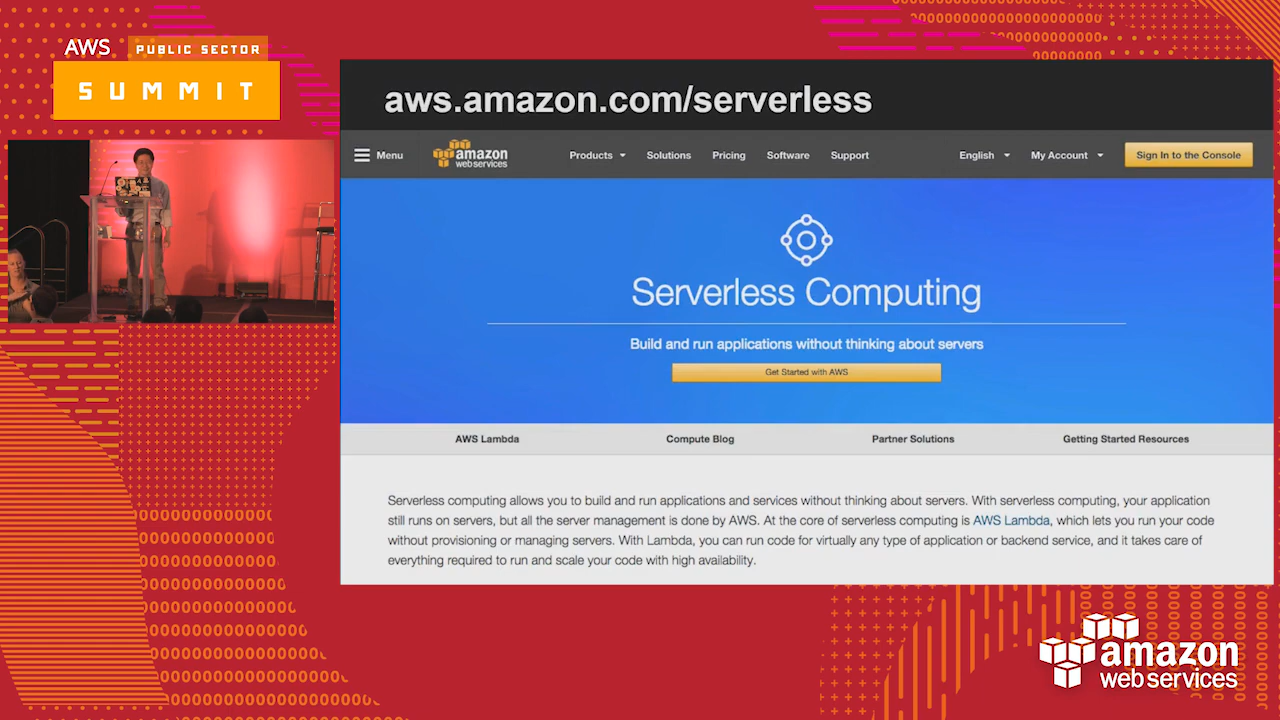 AWS PUBLIC SECTOR
SUMMIT
aws.amazon.com/serverless
Menu
amazon
web services
Products
Solutions
Pricing
Software
Support
English
My Account
Sign In to the Console
Serverless Computing
Build and run applications without thinking about servers
Get Started with AWS
AWS Lambda
Compute Blog
Partner Solutions
Getting Started Resources
Serverless computing allows you to build and run applications and services without thinking about servers. With serverless computing, your application
still runs on servers, but all the server management is done by AWS. At the core of serverless computing is AWS Lambda, which lets you run your code
without provisioning or managing servers. With Lambda, you can run code for virtually any type of application or backend service, and it takes care of
everything required to run and scale your code with high availability.
amazon
web services